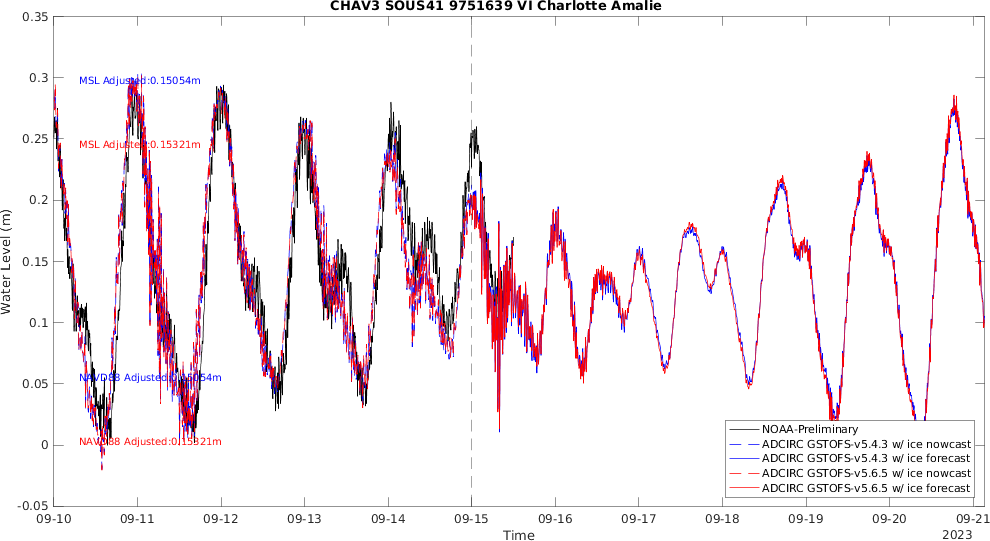 CHAV3 SOUS41 9751639 VI Charlotte Amalie
0.35
0.3
0.25
0.2
0.15
0.1
0.05
0
-0.05
Water Level (m)
MSL Adjusted:0.15054m
MSL Adjusted:0.15321m
NAVD88 Adjusted:0.15054m
NAVD88 Adjusted:0.15321m
NOAA-Preliminary
ADCIRC GSTOFS-v5.4.3 w/ ice nowcast
ADCIRC GSTOFS-v5.4.3 w/ ice forecast
ADCIRC GSTOFS-v5.6.5 w/ ice nowcast
ADCIRC GSTOFS-v5.6.5 w/ ice forecast
09-10 09-11 09-12 09-13 09-14 09-15 09-16 09-17 09-18 09-19 09-20 09-21
Time
2023